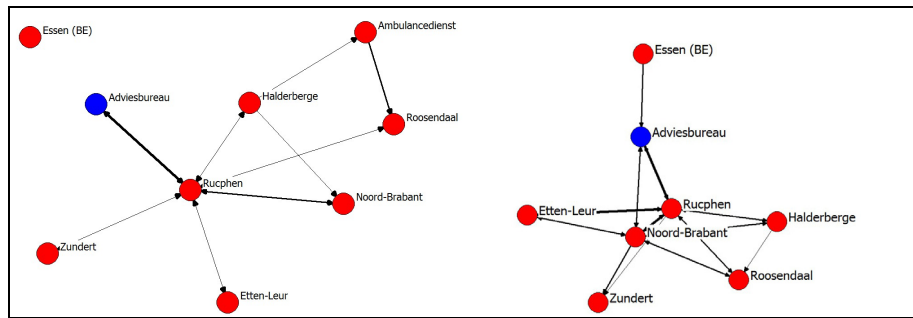 Essen (BE)
Ambulancedienst
Adviesbureau
Halderberge
Roosendaal
Rucphen
Noord-Brabant
Zundert
Etten-Leur
Essen (BE)
Adviesbureau
Rucphen
Etten-Leur
Halderberge
Noord-Brabant
Roosendaal
Zundert